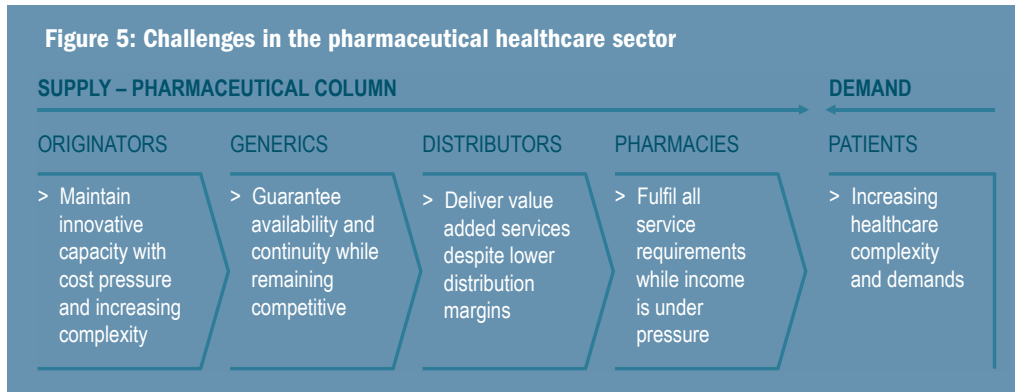 Figure 5: Challenges in the pharmaceutical healthcare sector
SUPPLY – PHARMACEUTICAL COLUMN
DEMAND
ORIGINATORS
> Maintain
innovative
capacity with
cost pressure
and increasing
complexity
GENERICS
> Guarantee
availability and
continuity while
remaining
competitive
DISTRIBUTORS
> Deliver value
added services
despite lower
distribution
margins
PHARMACIES
> Fulfil all
service
requirements
while income
is under
pressure
PATIENTS
> Increasing
healthcare
complexity
and demands